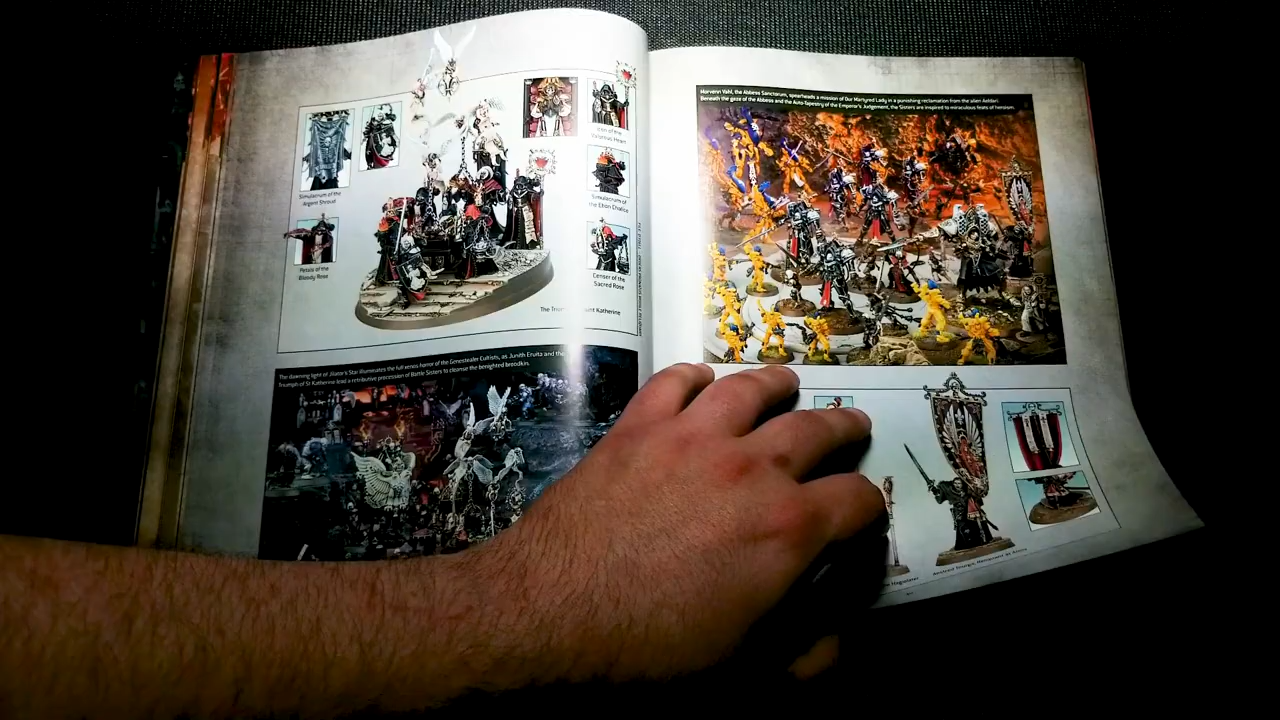 Simulacrum of the
Argent Shroud
Petals of the
Bloody Rose
Icon of the
Valorous Heart
Simulacrum of
the Ebon Chalice
Censer of the
Sacred Rose
The Saint Katherine
The dawning light of Star illuminates the full xenos horror of the Genestealer Cultists, as Junith Eruita and the
Triumph of St Katherine lead a retributive procession of Battle Sisters to cleanse the benighted broodkin.
Morvenn Vahl, the Abbess Sanctorum, spearheads a mission of Our Martyred Lady in a punishing reclamation from the alien Aeldari.
Beneath the gaze of the Abbess and the Auto-Tapestry of the Emperor's Judgement, the Sisters are inspired to miraculous feats of heroism.